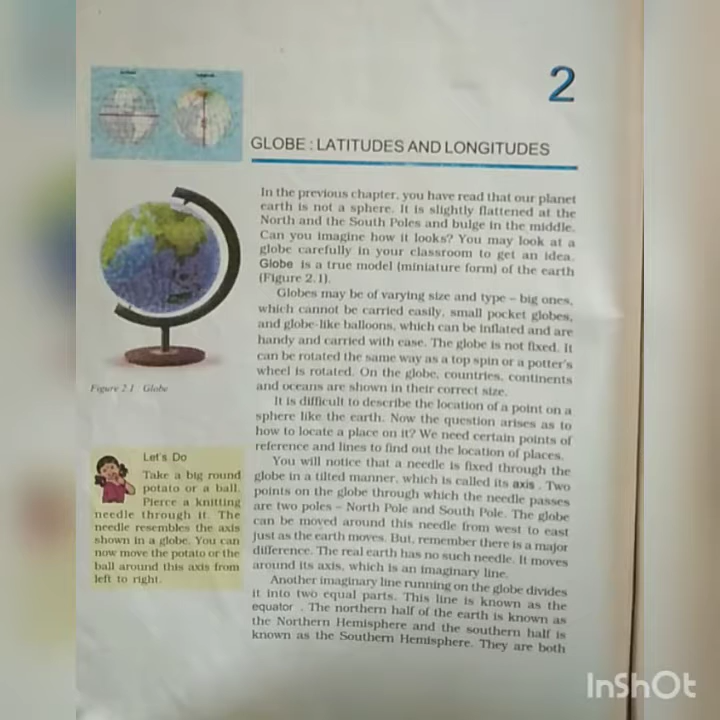 2
GLOBE : LATITUDES AND LONGITUDES
In the previous chapter, you have read that our planet
earth is not a sphere. It is slightly flattened at the
North and the South Poles and bulge in the middle.
Can you imagine how it looks? You may look at a
globe carefully in your classroom to get an idea.
Globe is a true model (miniature form) of the earth
(Figure 2.1).
Globes may be of varying size and type – big ones,
which cannot be carried easily, small pocket globes,
and globe-like balloons, which can be inflated and are
handy and carried with ease. The globe is not fixed. It
can be rotated the same way as a top spin or a potter's
wheel is rotated. On the globe, countries, continents
and oceans are shown in their correct size.
It is difficult to describe the location of a point on a
sphere like the earth. Now the question arises as to
how to locate a place on it? We need certain points of
reference and lines to find out the location of places.
You will notice that a needle is fixed through the
globe in a tilted manner, which is called its axis . Two
points on the globe through which the needle passes
are two poles – North Pole and South Pole. The globe
can be moved around this needle from west to east
just as the earth moves. But, remember there is a major
difference. The real earth has no such needle. It moves
around its axis, which is an imaginary line.
Another imaginary line running on the globe divides
it into two equal parts. This line is known as the
equator . The northern half of the earth is known as
the Northern Hemisphere and the southern half is
known as the Southern Hemisphere. They are both
Figure 2.1 Globe
Let's Do
Take a big round
potato or a ball.
Pierce a knitting
needle through it. The
needle resembles the axis
shown in a globe. You can
now move the potato or the
ball around this axis from
left to right.
InShOt